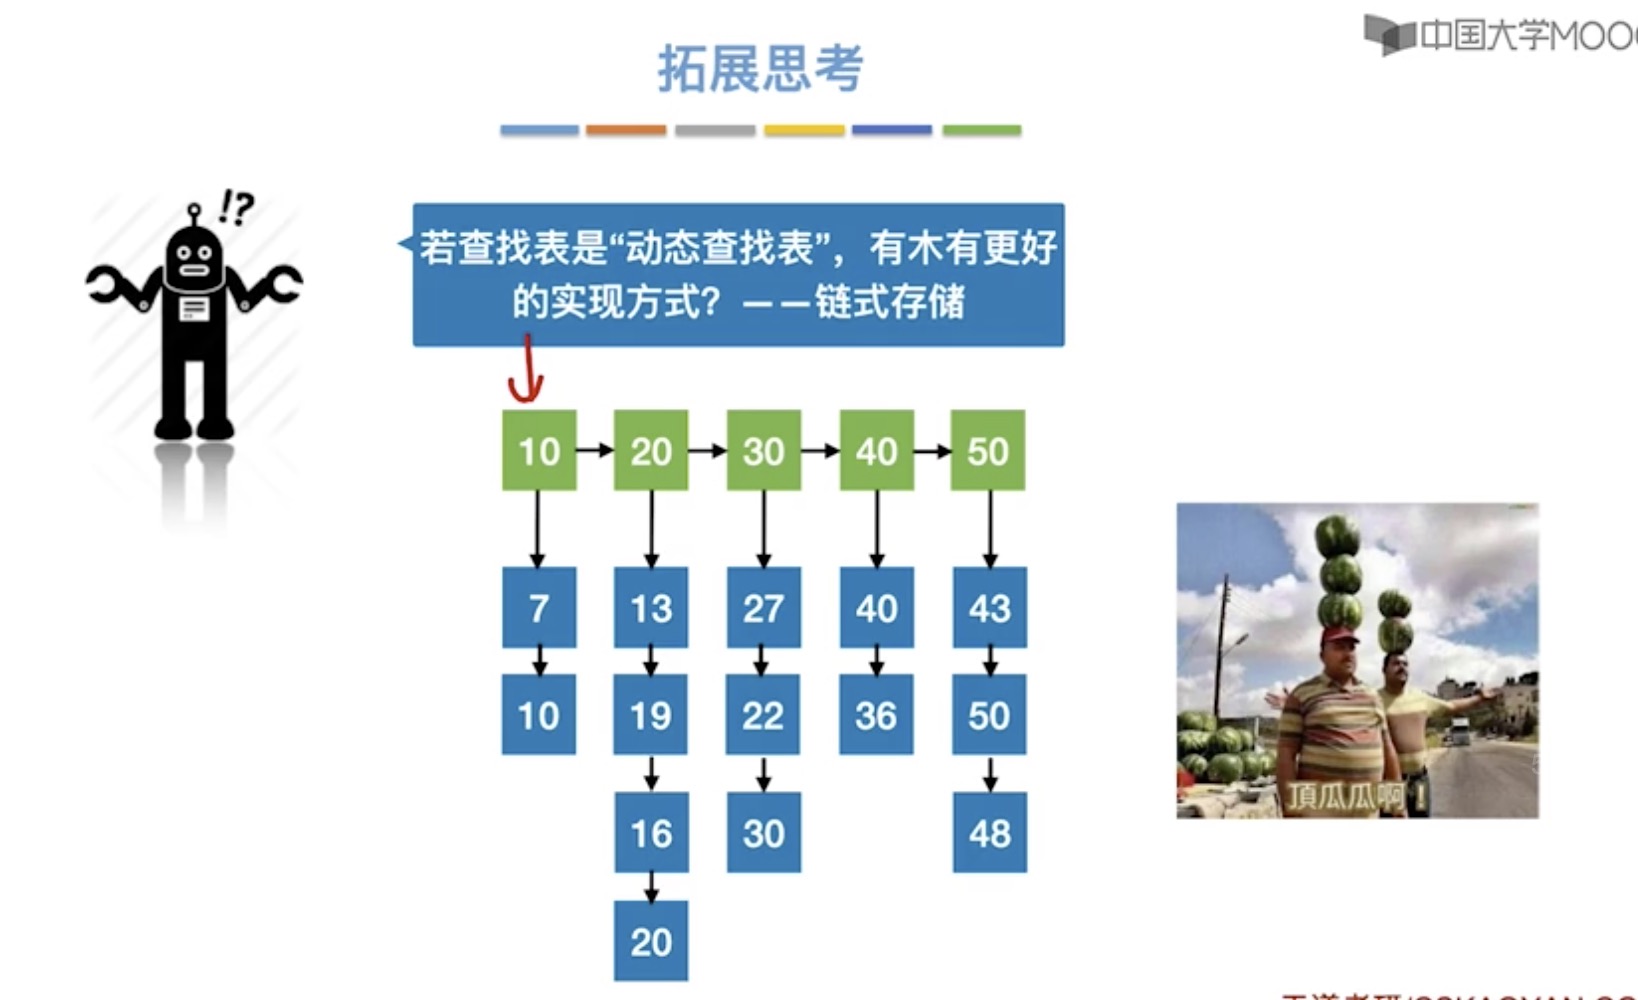 中国大学MOOC
拓展思考
!?
若查找表是“动态查找表”，有木有更好
的实现方式？——链式存储
10 20 30 40 50
7 13 27 40 43
10 19 22 36 50
16 30 48
20
頂瓜瓜啊！